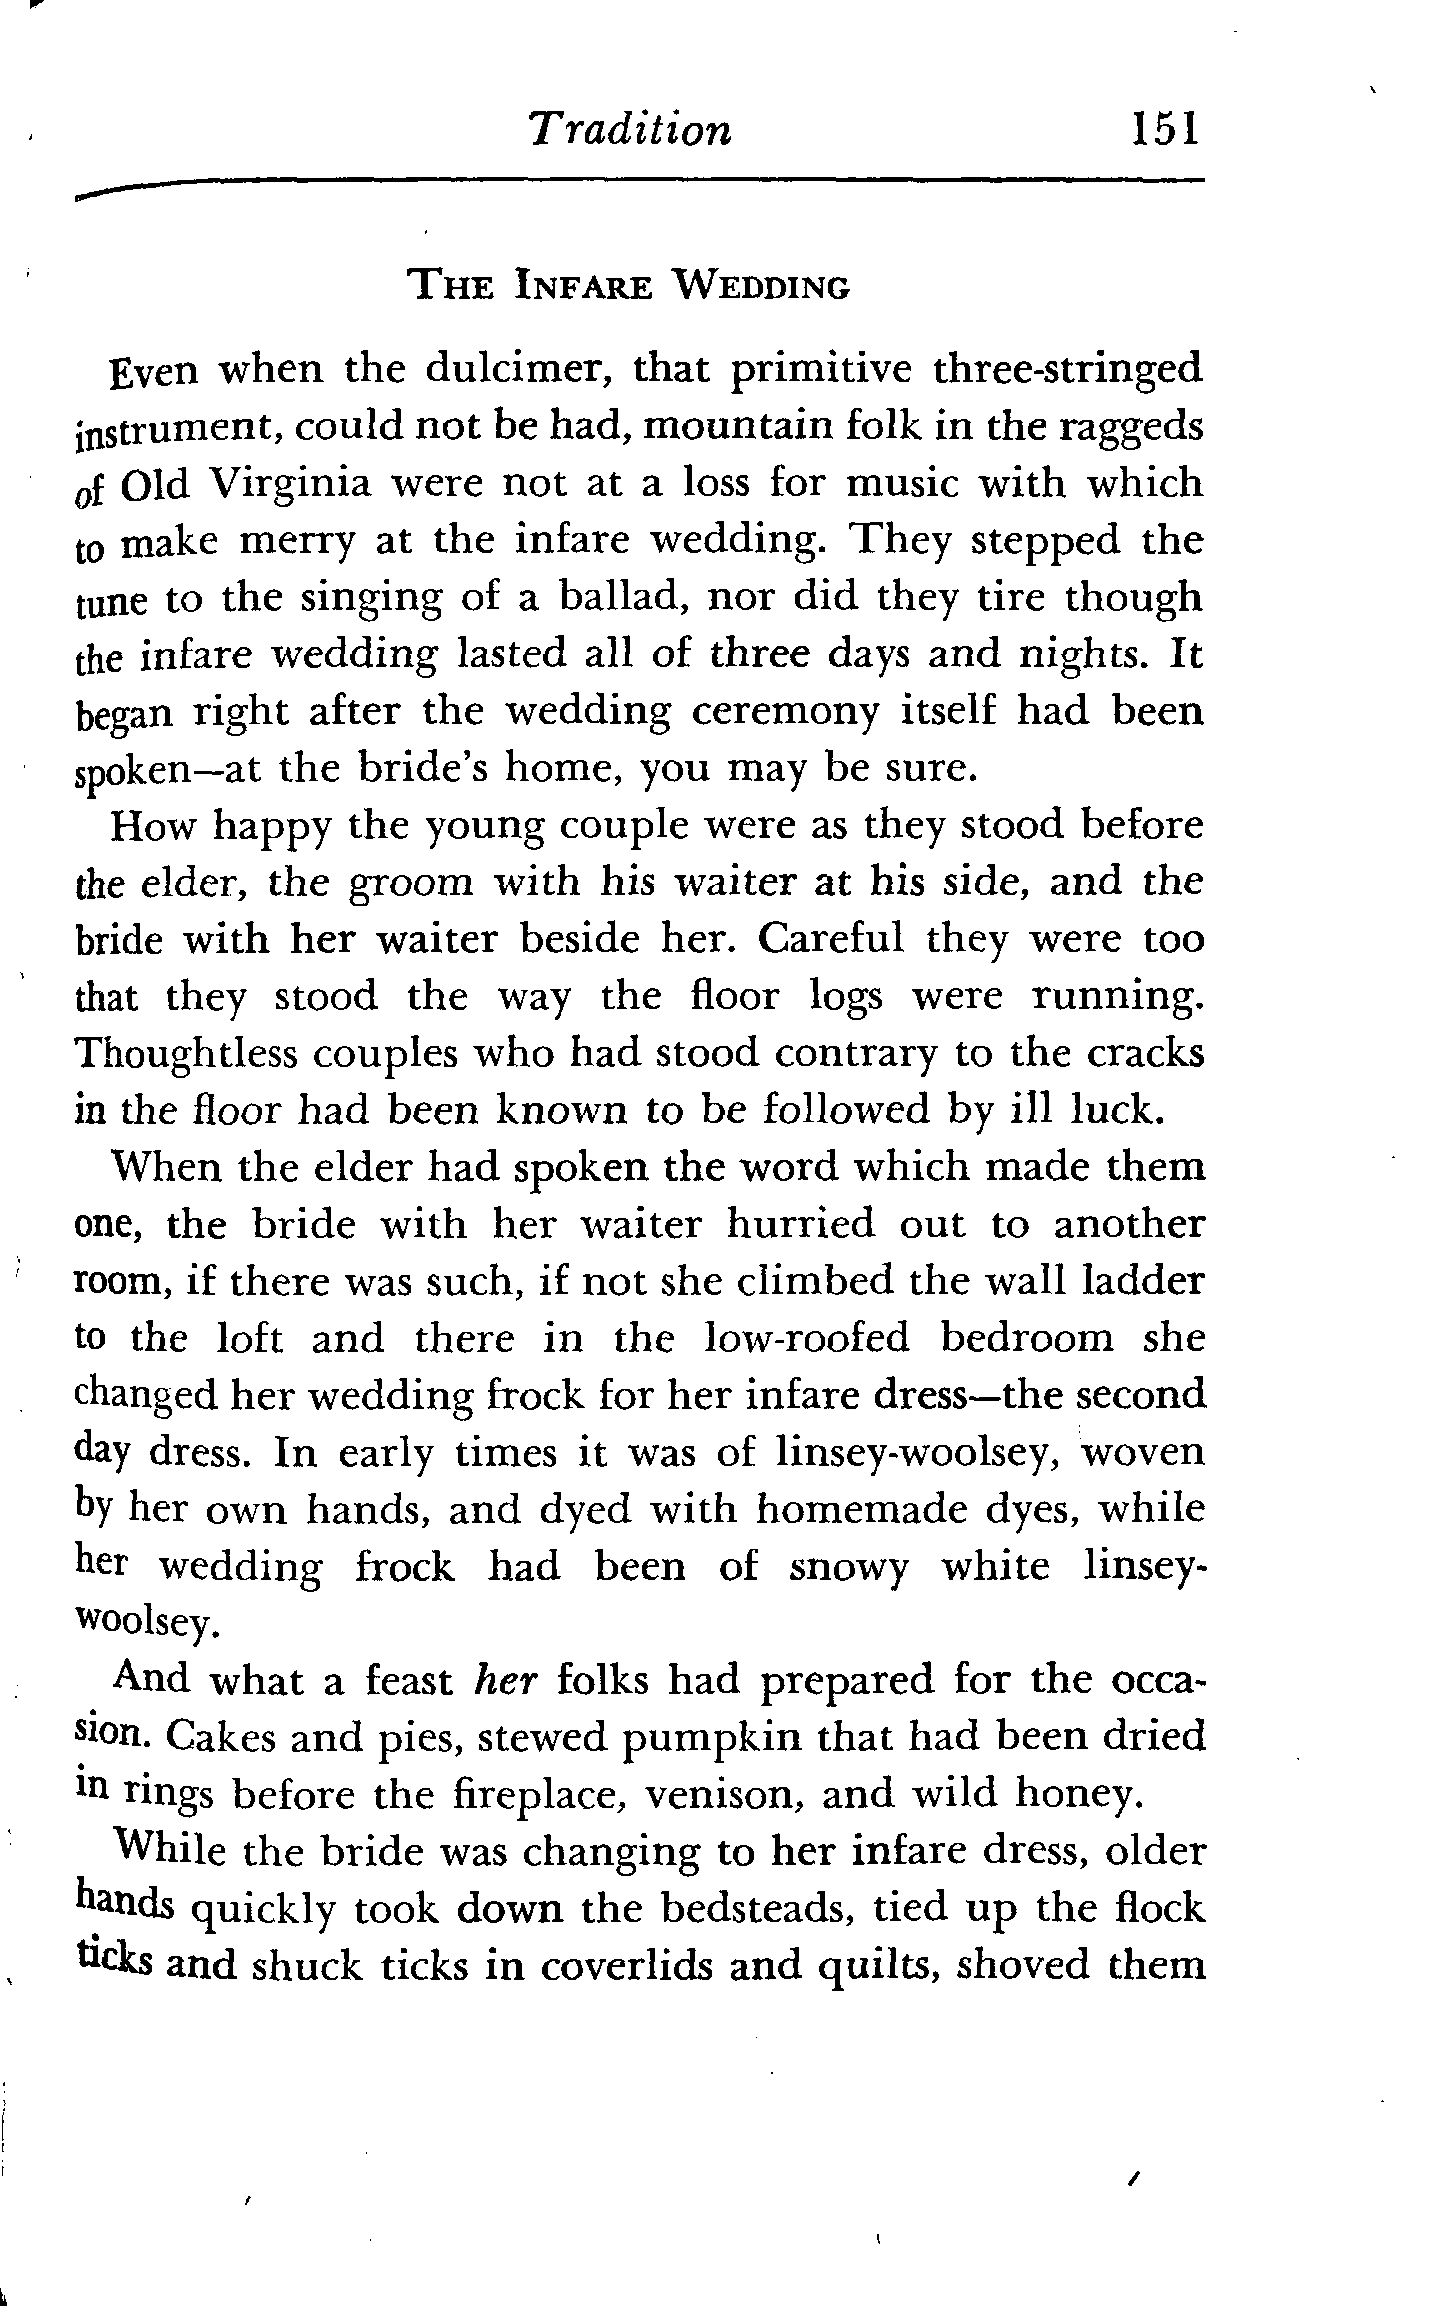 Tradition 151
THE INFARE WEDDING
Even when the dulcimer, that primitive three-stringed
instrument, could not be had, mountain folk in the raggeds
of Old Virginia were not at a loss for music with which
to make merry at the infare wedding. They stepped the
tune to the singing of a ballad, nor did they tire though
the infare wedding lasted all of three days and nights. It
began right after the wedding ceremony itself had been
spoken—at the bride's home, you may be sure.
How happy the young couple were as they stood before
the elder, the groom with his waiter at his side, and the
bride with her waiter beside her. Careful they were too
that they stood the way the floor logs were running.
Thoughtless couples who had stood contrary to the cracks
in the floor had been known to be followed by ill luck.
When the elder had spoken the word which made them
one, the bride with her waiter hurried out to another
room, if there was such, if not she climbed the wall ladder
to the loft and there in the low-roofed bedroom she
changed her wedding frock for her infare dress—the second
day dress. In early times it was of linsey-woolsey, woven
by her own hands, and dyed with homemade dyes, while
her wedding frock had been of snowy white linsey-
woolsey.
And what a feast her folks had prepared for the occa-
sion. Cakes and pies, stewed pumpkin that had been dried
in rings before the fireplace, venison, and wild honey.
While the bride was changing to her infare dress, older
hands quickly took down the bedsteads, tied up the flock
ticks and shuck ticks in coverlids and quilts, shoved them